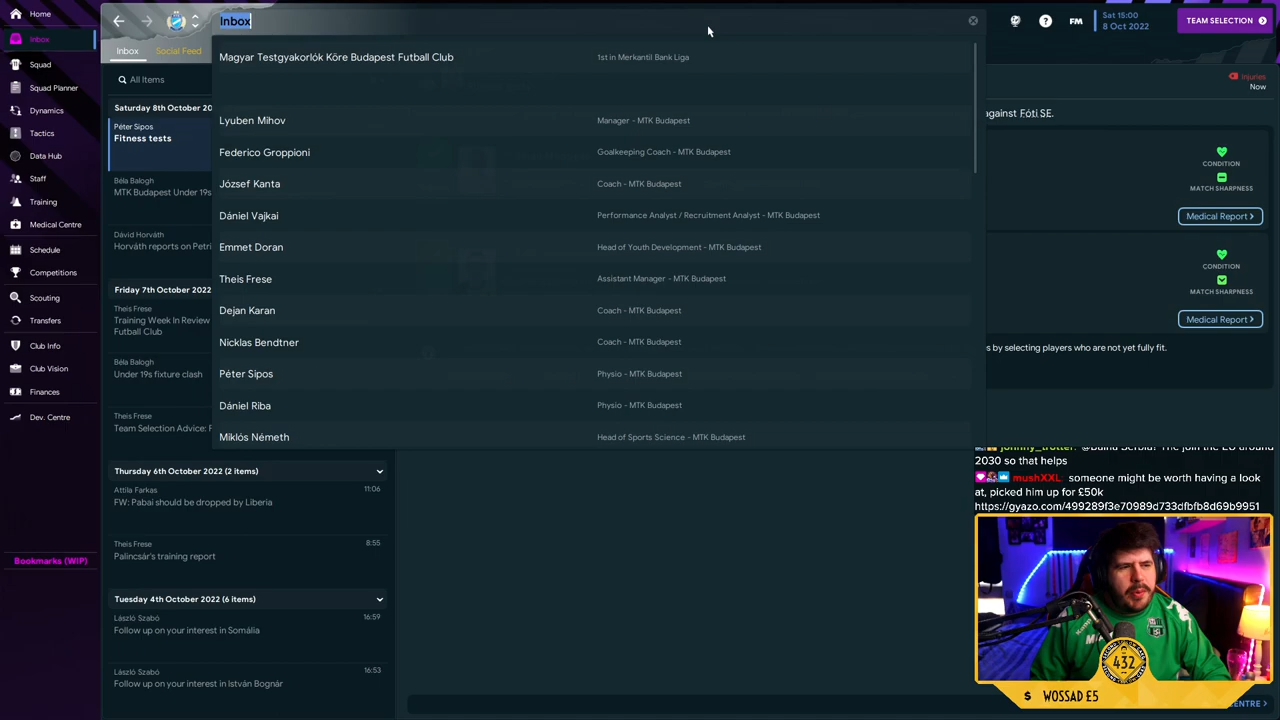 Home
Inbox
Squad
Squad Planner
Dynamics
Tactics
Data Hub
Staff
Training
Medical Centre
Schedule
Competitions
Scouting
Transfers
Club Info
Club Vision
Finances
Dev. Centre
Bookmarks (WIP)
Inbox
FM
Sat 15:00
8 Oct 2022
TEAM SELECTION
Inbox
Social Feed
All Items
Saturday 8th October 20
Péter Sipos
Fitness tests
Béla Balogh
MTK Budapest Under 19s
Dávid Horváth
Horváth reports on Petri
Friday 7th October 2022
Theis Frese
Training Week In Review
Futball Club
Béla Balogh
Under 19s fixture clash
Theis Frese
Team Selection Advice: F
Thursday 6th October 2022 (2 items)
Attila Farkas 11:06
FW: Pabai should be dropped by Liberia
Theis Frese 8:55
Palincsár's training report
Tuesday 4th October 2022 (6 items)
László Szabó 16:59
Follow up on your interest in Somália
László Szabó 16:53
Follow up on your interest in István Bognár
Magyar Testgyakorlók Köre Budapest Futball Club 1st in Merkantil Bank Liga
Lyuben Mihov Manager - MTK Budapest
Federico Groppioni Goalkeeping Coach - MTK Budapest
József Kanta Coach - MTK Budapest
Dániel Vajkai Performance Analyst / Recruitment Analyst - MTK Budapest
Emmet Doran Head of Youth Development - MTK Budapest
Theis Frese Assistant Manager - MTK Budapest
Dejan Karan Coach - MTK Budapest
Nicklas Bendtner Coach - MTK Budapest
Péter Sipos Physio - MTK Budapest
Dániel Riba Physio - MTK Budapest
Miklós Németh Head of Sports Science - MTK Budapest
Injuries
Now
gainst Fóti SE.
CONDITION
MATCH SHARPNESS
Medical Report
CONDITION
MATCH SHARPNESS
Medical Report
es by selecting players who are not yet fully fit.
2030 so that helps
mushXXL someone might be worth having a look
at, picked him up for £50k
https://gyazo.com/499289f3e70989d733dfbfb8d69b9951
432
$ WOSSAD £5
CENTRE